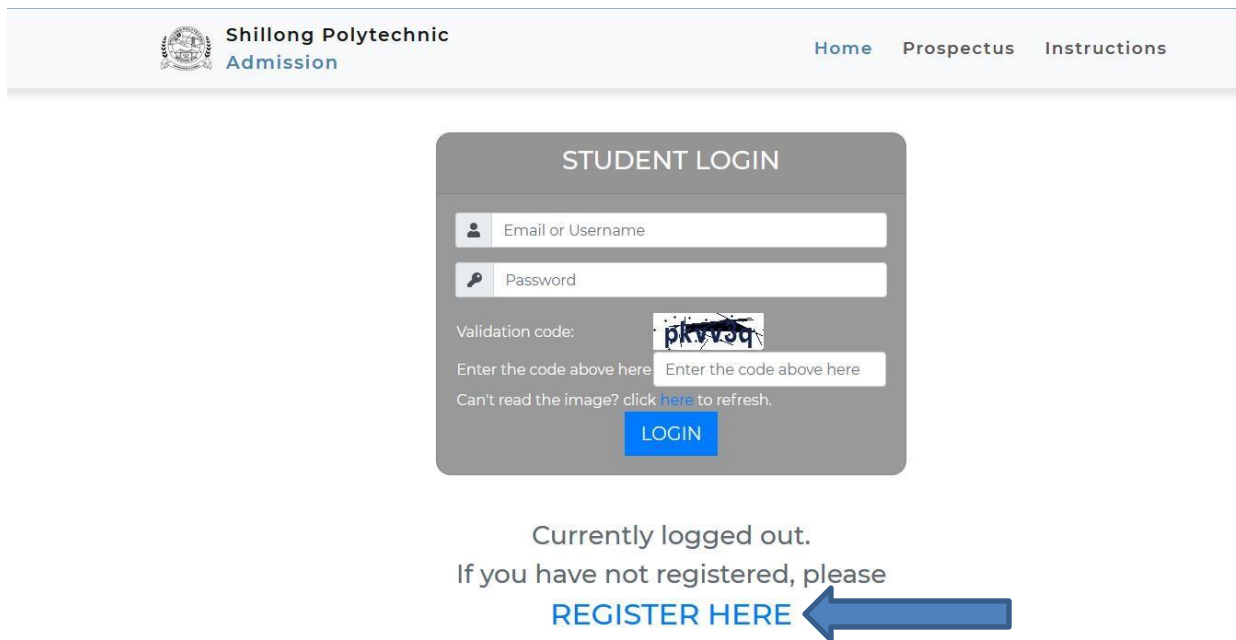 Shillong Polytechnic
Admission
Home Prospectus Instructions
STUDENT LOGIN
Email or Username
Password
Validation code: pkvv3q
Enter the code above here Enter the code above here
Can't read the image? click here to refresh.
LOGIN
Currently logged out.
If you have not registered, please
REGISTER HERE